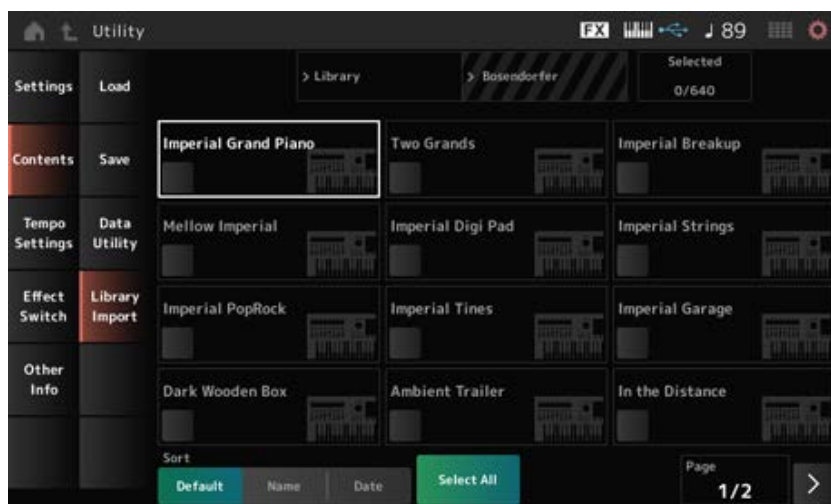 Utility
FX
♩ 89
Settings
Load
> Library
> Bosendorfer
Selected
0/640
Contents
Save
Imperial Grand Piano
Two Grands
Imperial Breakup
Tempo
Settings
Data
Utility
Mellow Imperial
Imperial Digi Pad
Imperial Strings
Effect
Switch
Library
Import
Imperial PopRock
Imperial Tines
Imperial Garage
Other
Info
Dark Wooden Box
Ambient Trailer
In the Distance
Sort
Default
Name
Date
Select All
Page
1/2